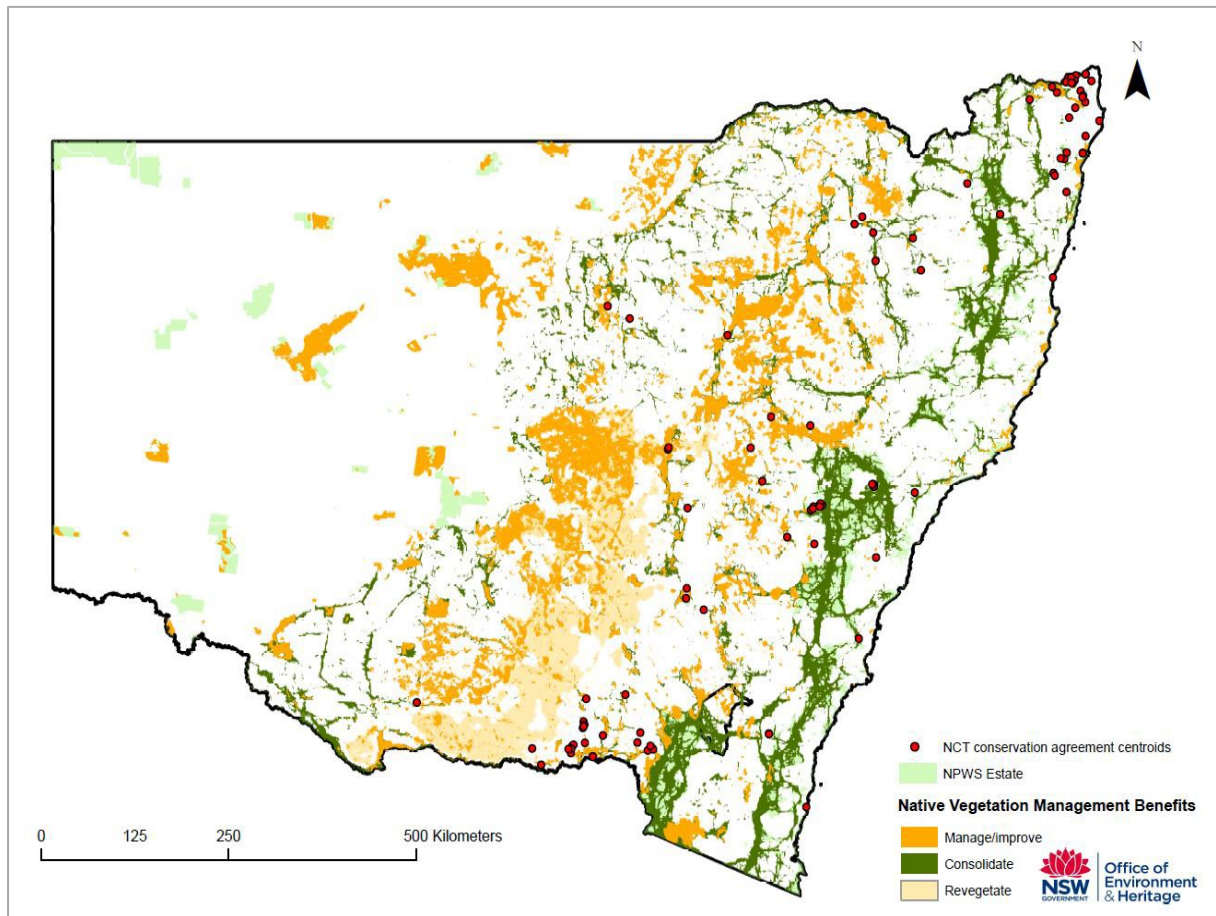 N
NCT conservation agreement centroids
NPWS Estate
Native Vegetation Management Benefits
Manage/improve
Consolidate
Revegetate
0 125 250 500 Kilometers
NSW
GOVERNMENT
Office of
Environment
& Heritage